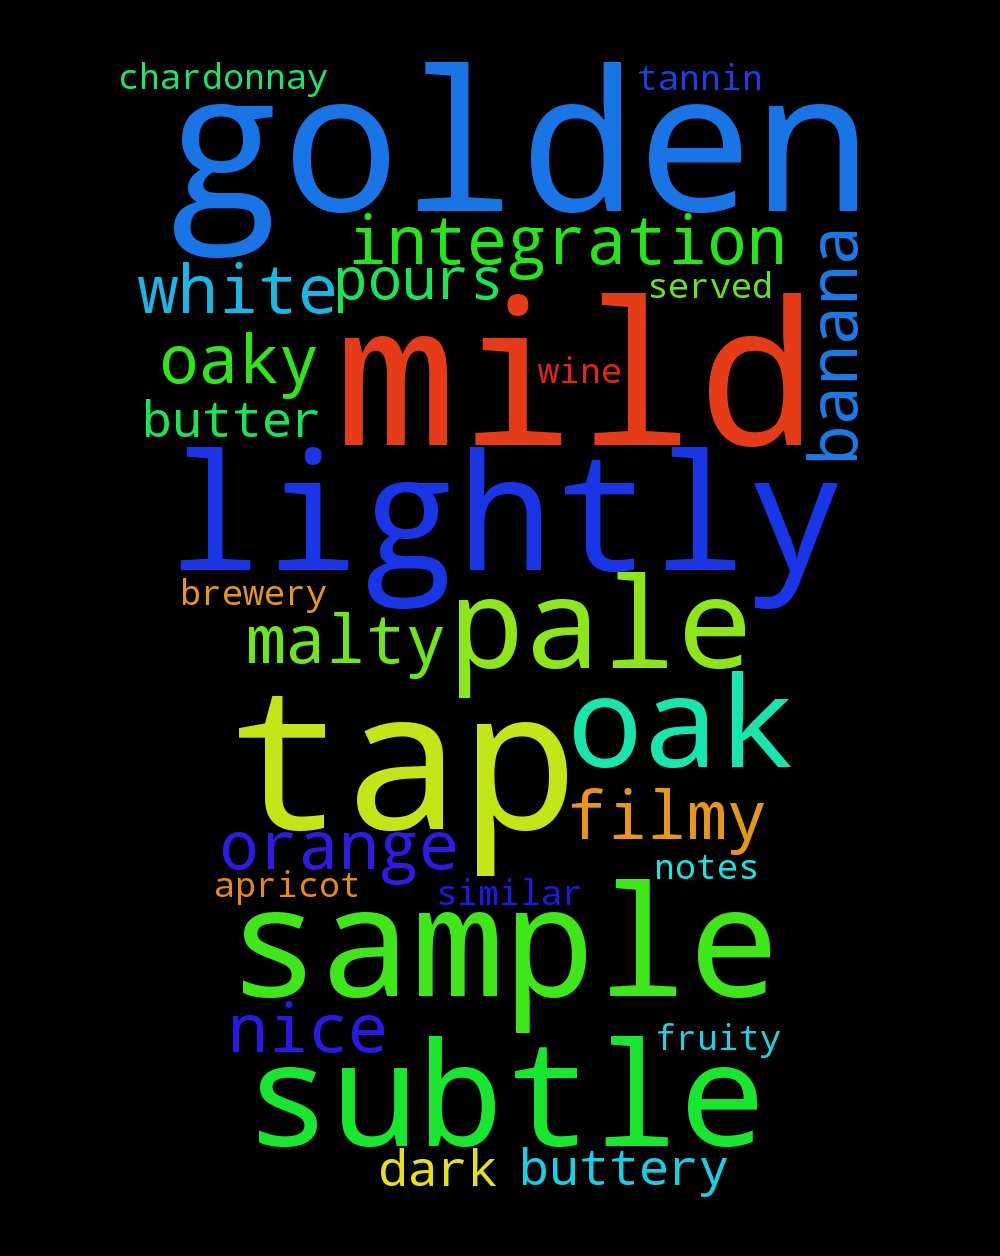 chardonnay
tannin
golden
integration
white
pours
served
banana
mild
wine
oaky
butter
lightly
brewery
malty
pale
tap
oak
filmy
orange
notes
apricot
similar
sample
nice
fruity
subtle
dark
buttery